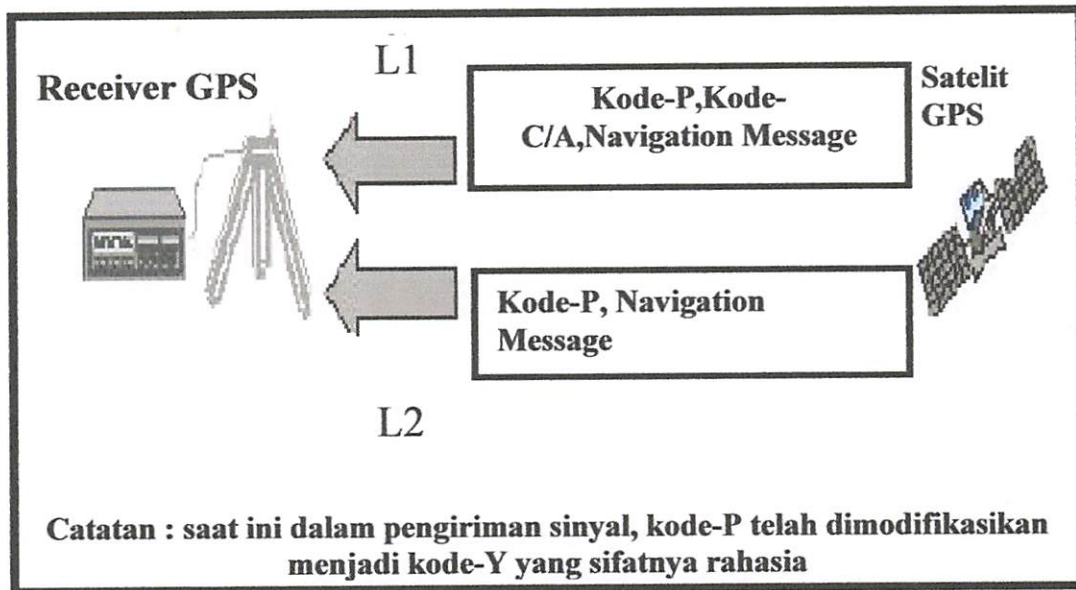 L1
Receiver GPS
Kode-P,Kode-
C/A,Navigation Message
Satelit
GPS
Kode-P, Navigation
Message
L2
Catatan : saat ini dalam pengiriman sinyal, kode-P telah dimodifikasikan
menjadi kode-Y yang sifatnya rahasia